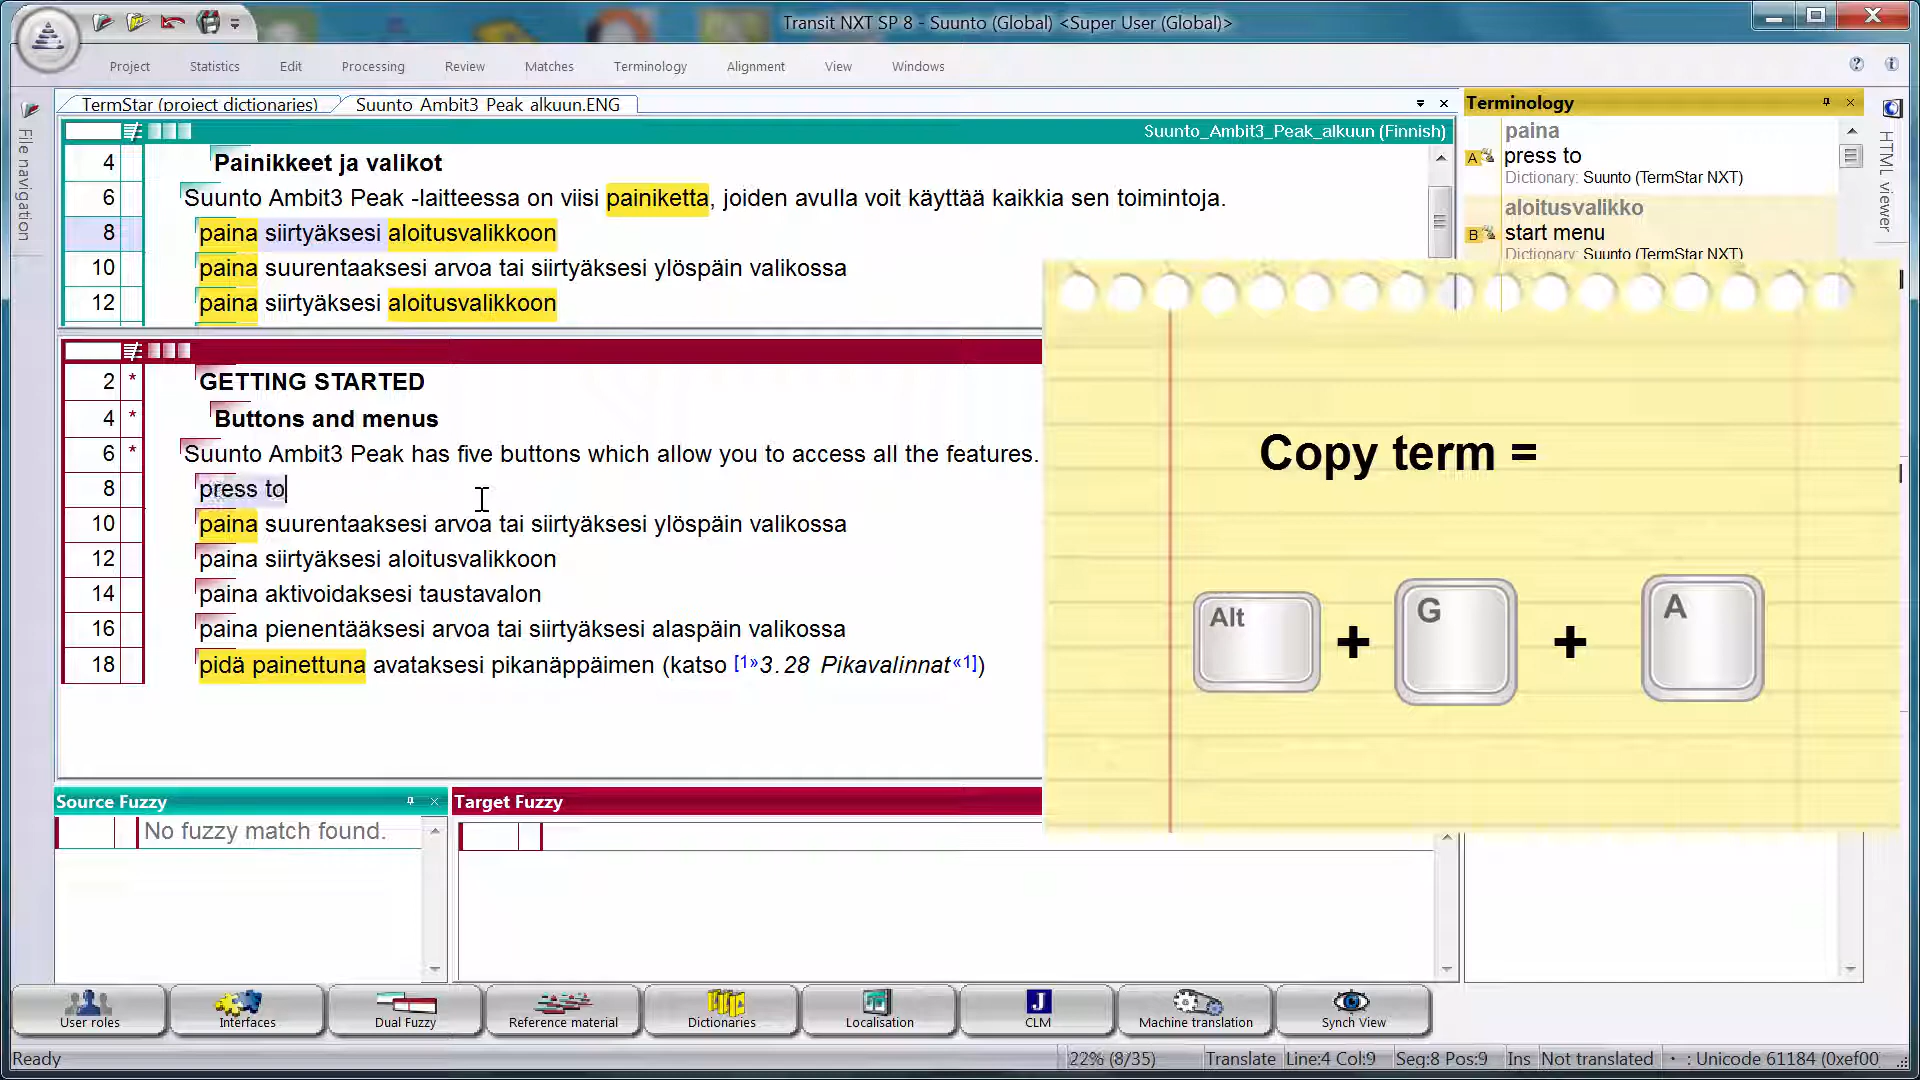 Transit NXT SP 8 - Suunto (Global) <Super User (Global)>
Project Statistics Edit Processing Review Matches Terminology Alignment View Windows
File navigation
TermStar (project dictionaries) Suunto Ambit3 Peak alkuun.ENG
Suunto_Ambit3_Peak_alkuun (Finnish)
4 Painikkeet ja valikot
6 Suunto Ambit3 Peak -laitteessa on viisi painiketta, joiden avulla voit käyttää kaikkia sen toimintoja.
8 paina siirtyäksesi aloitusvalikkoon
10 paina suurentaaksesi arvoa tai siirtyäksesi ylöspäin valikossa
12 paina siirtyäksesi aloitusvalikkoon
Terminology
paina
A press to
Dictionary: Suunto (TermStar NXT)
aloitusvalikko
B start menu
Dictionary: Suunto (TermStar NXT)
HTML viewer
2 * GETTING STARTED
4 * Buttons and menus
6 * Suunto Ambit3 Peak has five buttons which allow you to access all the features.
8 press to
10 paina suurentaaksesi arvoa tai siirtyäksesi ylöspäin valikossa
12 paina siirtyäksesi aloitusvalikkoon
14 paina aktivoidaksesi taustavalon
16 paina pienentääksesi arvoa tai siirtyäksesi alaspäin valikossa
18 pidä painettuna avataksesi pikanäppäimen (katso [1»3.28 Pikavalinnat«1])
Copy term =
Alt + G + A
Source Fuzzy
No fuzzy match found.
Target Fuzzy
User roles Interfaces Dual Fuzzy Reference material Dictionaries Localisation CLM Machine translation Synch View
Ready 22% (8/35) Translate Line:4 Col:9 Seg:8 Pos:9 Ins Not translated • : Unicode 61184 (0xef00